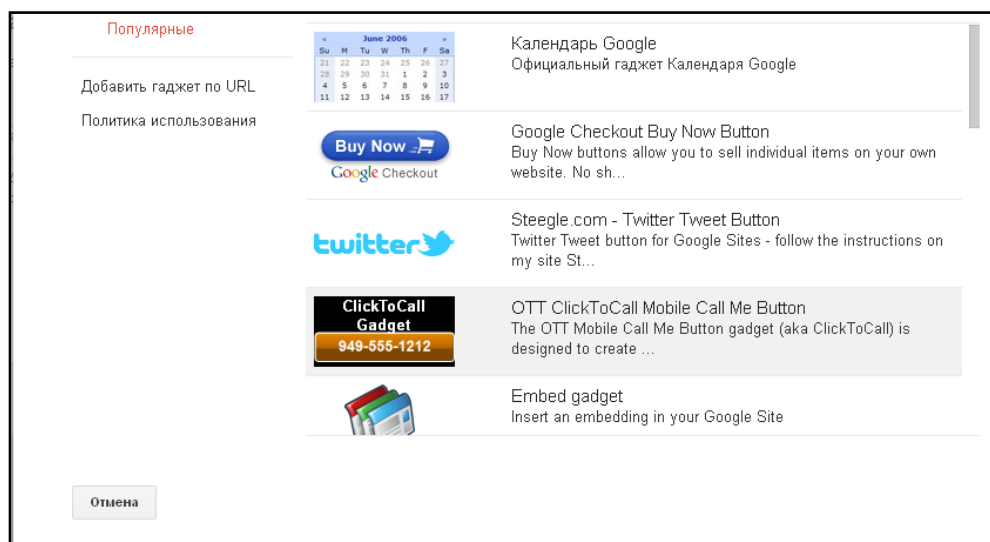 Популярные
Добавить гаджет по URL
Политика использования
« June 2006 »
Su M Tu W Th F Sa
21 22 23 24 25 26 27
28 29 30 31 1 2 3
4 5 6 7 8 9 10
11 12 13 14 15 16 17
Календарь Google
Официальный гаджет Календаря Google
Buy Now
Google Checkout
Google Checkout Buy Now Button
Buy Now buttons allow you to sell individual items on your own
website. No sh...
twitter
Steegle.com - Twitter Tweet Button
Twitter Tweet button for Google Sites - follow the instructions on
my site St...
ClickToCall
Gadget
949-555-1212
OTT ClickToCall Mobile Call Me Button
The OTT Mobile Call Me Button gadget (aka ClickToCall) is
designed to create ...
Embed gadget
Insert an embedding in your Google Site
Отмена